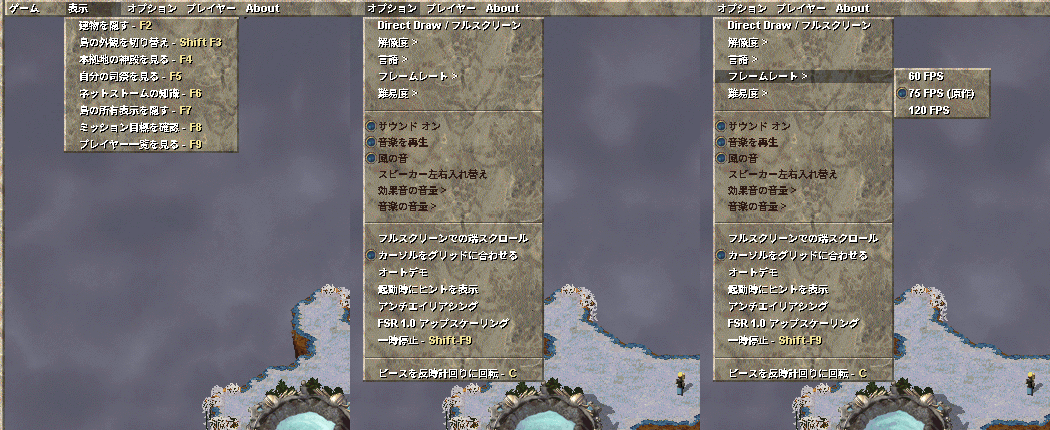 ゲーム 表示 オプション プレイヤー About
建物を隠す - F2
島の外観を切り替え - Shift F3
本拠地の神殿を見る - F4
自分の司祭を見る - F5
ネットストームの知識 - F6
島の所有表示を隠す - F7
ミッション目標を確認 - F8
プレイヤー一覧を見る - F9
オプション プレイヤー About
Direct Draw / フルスクリーン
解像度 >
言語 >
フレームレート >
難易度 >
サウンド オン
音楽を再生
風の音
スピーカー左右入れ替え
効果音の音量 >
音楽の音量 >
フルスクリーンでの端スクロール
カーソルをグリッドに合わせる
オートデモ
起動時にヒントを表示
アンチエイリアシング
FSR 1.0 アップスケーリング
一時停止 - Shift-F9
ピースを反時計回りに回転 - C
オプション プレイヤー About
Direct Draw / フルスクリーン
解像度 >
言語 >
フレームレート >
60 FPS
75 FPS (原作)
120 FPS
難易度 >
サウンド オン
音楽を再生
風の音
スピーカー左右入れ替え
効果音の音量 >
音楽の音量 >
フルスクリーンでの端スクロール
カーソルをグリッドに合わせる
オートデモ
起動時にヒントを表示
アンチエイリアシング
FSR 1.0 アップスケーリング
一時停止 - Shift-F9
ピースを反時計回りに回転 - C